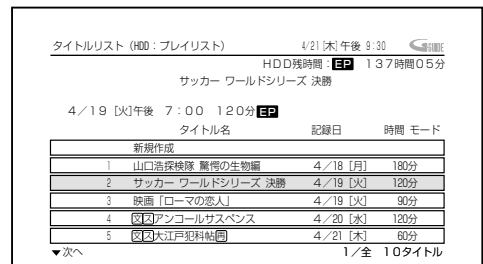 タイトルリスト（HDD：プレイリスト） 4/21[木]午後 9:30 GGUIDE
HDD残時間：EP 137時間05分
サッカー ワールドシリーズ 決勝
4／19 [火]午後 7：00 120分EP
タイトル名 記録日 時間 モード
新規作成
1 山口浩探検隊 驚愕の生物編 4／18 [月] 180分
2 サッカー ワールドシリーズ 決勝 4／19 [火] 120分
3 映画「ローマの恋人」 4／19 [火] 90分
4 文スアンコールサスペンス 4／20 [水] 120分
5 文ス大江戸犯科帖再 4／21 [木] 60分
▼次へ 1／全 10タイトル